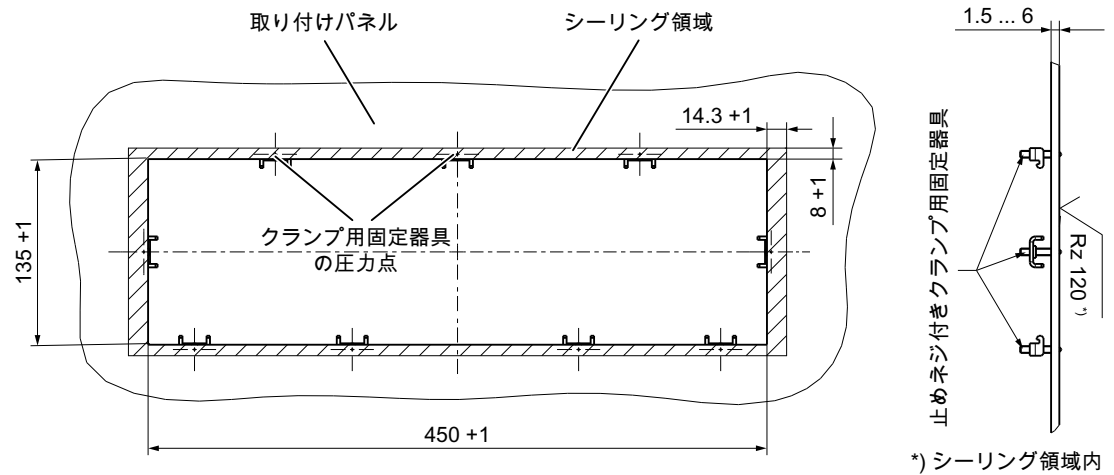 取り付けパネル
シーリング領域
1.5 ... 6
14.3 +1
8 +1
135 +1
クランプ用固定器具
の圧力点
450 +1
止めネジ付きクランプ用固定器具
Rz 120 *)
*) シーリング領域内